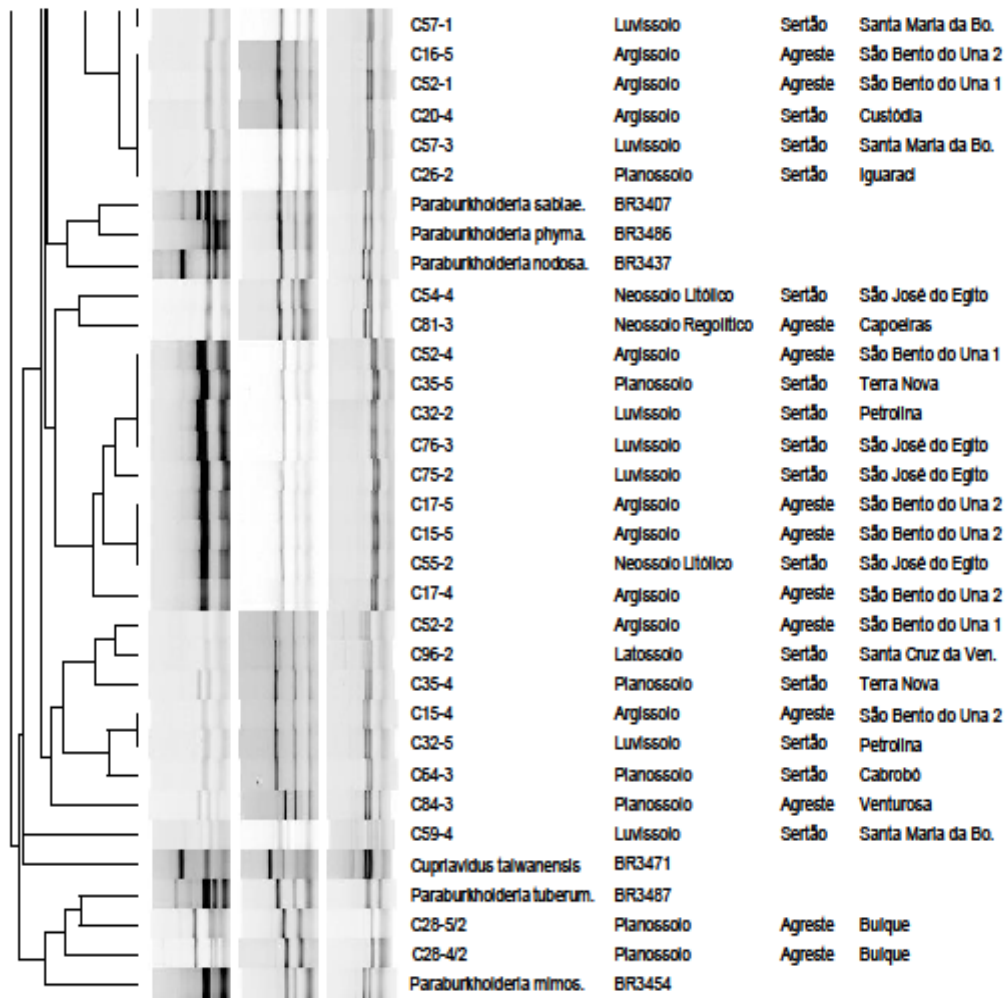 C57-1 Luvissolo Sertão Santa Maria da Bo.
C16-5 Argissolo Agreste São Bento do Una 2
C52-1 Argissolo Agreste São Bento do Una 1
C20-4 Argissolo Sertão Custódia
C57-3 Luvissolo Sertão Santa Maria da Bo.
C26-2 Planossolo Sertão Iguaraci
Paraburkholderia sabiae. BR3407
Paraburkholderia phyma. BR3486
Paraburkholderia nodosa. BR3437
C54-4 Neossolo Litólico Sertão São José do Egito
C81-3 Neossolo Regolítico Agreste Capoeiras
C52-4 Argissolo Agreste São Bento do Una 1
C35-5 Planossolo Sertão Terra Nova
C32-2 Luvissolo Sertão Petrolina
C76-3 Luvissolo Sertão São José do Egito
C75-2 Luvissolo Sertão São José do Egito
C17-5 Argissolo Agreste São Bento do Una 2
C15-5 Argissolo Agreste São Bento do Una 2
C55-2 Neossolo Litólico Sertão São José do Egito
C17-4 Argissolo Agreste São Bento do Una 2
C52-2 Argissolo Agreste São Bento do Una 1
C96-2 Latossolo Sertão Santa Cruz da Ven.
C35-4 Planossolo Sertão Terra Nova
C15-4 Argissolo Agreste São Bento do Una 2
C32-5 Luvissolo Sertão Petrolina
C64-3 Planossolo Sertão Cabrobó
C84-3 Planossolo Agreste Venturosa
C59-4 Luvissolo Sertão Santa Maria da Bo.
Cupriavidus taiwanensis BR3471
Paraburkholderia tuberum. BR3487
C28-5/2 Planossolo Agreste Buíque
C28-4/2 Planossolo Agreste Buíque
Paraburkholderia mimos. BR3454